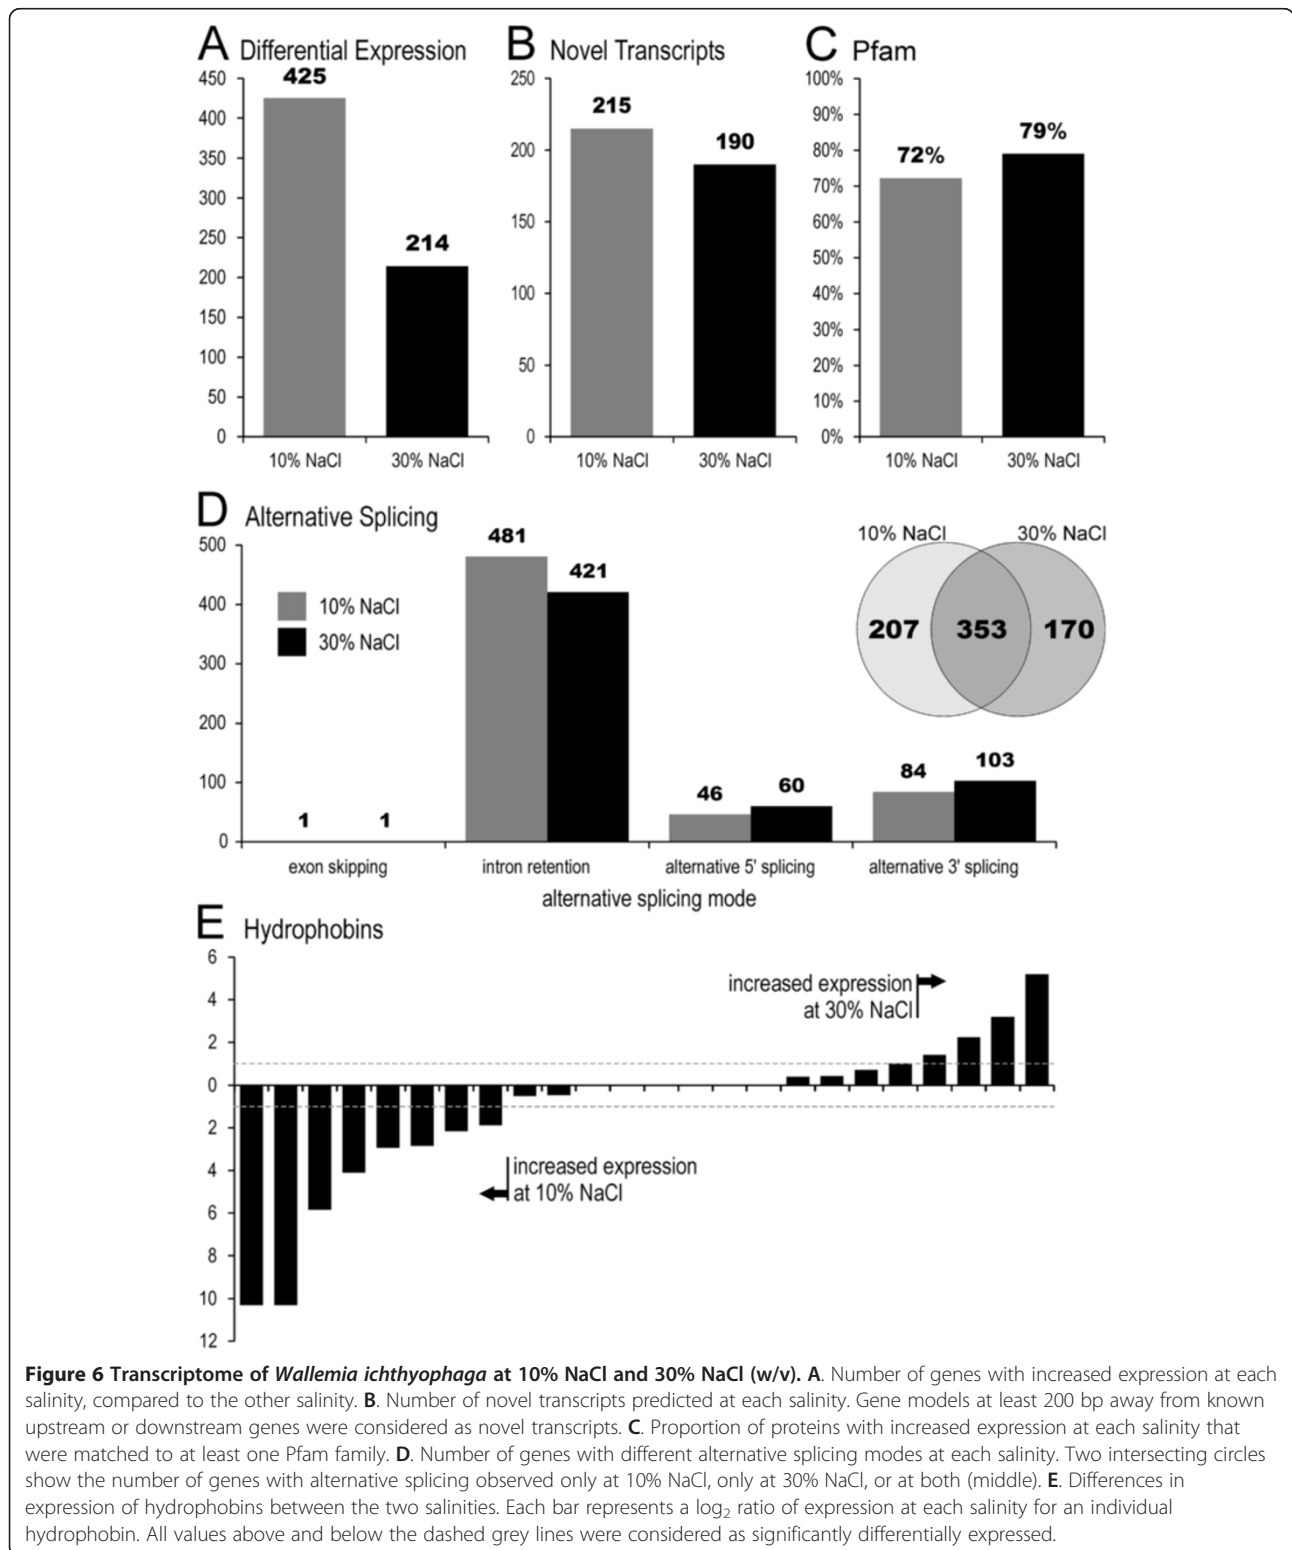 A Differential Expression
450
400
350
300
250
200
150
100
50
0
425
214
10% NaCl
30% NaCl
B Novel Transcripts
250
200
150
100
50
0
215
190
10% NaCl
30% NaCl
C Pfam
100%
90%
80%
70%
60%
50%
40%
30%
20%
10%
0%
72%
79%
10% NaCl
30% NaCl
D Alternative Splicing
500
400
300
200
100
0
10% NaCl
30% NaCl
1
1
481
421
46
60
84
103
exon skipping
intron retention
alternative 5' splicing
alternative 3' splicing
alternative splicing mode
10% NaCl
30% NaCl
207
353
170
E Hydrophobins
6
4
2
0
2
4
6
8
10
12
increased expression
at 30% NaCl
increased expression
at 10% NaCl
Figure 6 Transcriptome of Wallemia ichthyophaga at 10% NaCl and 30% NaCl (w/v). A. Number of genes with increased expression at each
salinity, compared to the other salinity. B. Number of novel transcripts predicted at each salinity. Gene models at least 200 bp away from known
upstream or downstream genes were considered as novel transcripts. C. Proportion of proteins with increased expression at each salinity that
were matched to at least one Pfam family. D. Number of genes with different alternative splicing modes at each salinity. Two intersecting circles
show the number of genes with alternative splicing observed only at 10% NaCl, only at 30% NaCl, or at both (middle). E. Differences in
expression of hydrophobins between the two salinities. Each bar represents a log2 ratio of expression at each salinity for an individual
hydrophobin. All values above and below the dashed grey lines were considered as significantly differentially expressed.